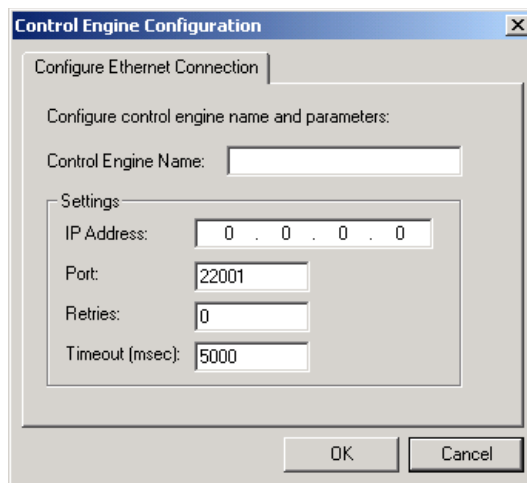 Control Engine Configuration
Configure Ethernet Connection
Configure control engine name and parameters:
Control Engine Name:
Settings
IP Address: 0 . 0 . 0 . 0
Port: 22001
Retries: 0
Timeout (msec): 5000
OK Cancel